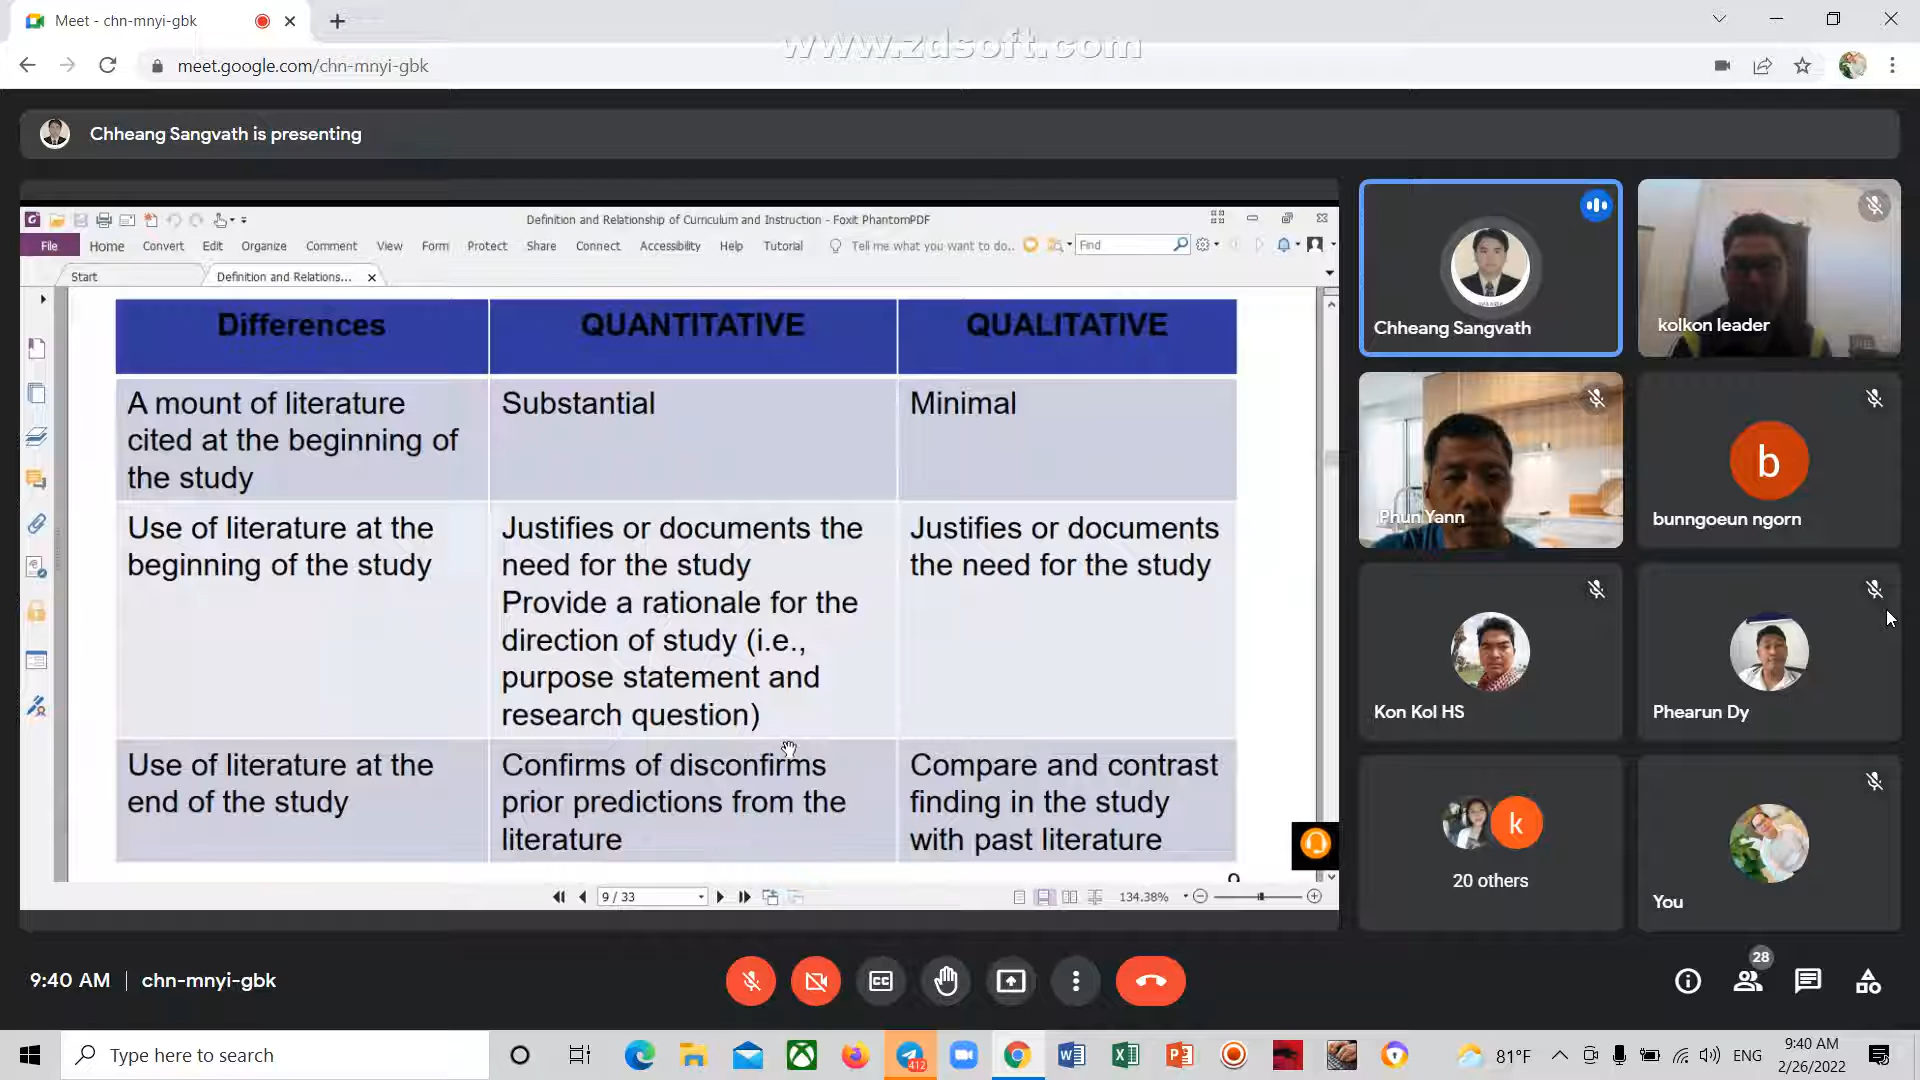 Meet - chn-mnyi-gbk
www.zdsoft.com
meet.google.com/chn-mnyi-gbk
Chheang Sangvath is presenting
Definition and Relationship of Curriculum and Instruction - Foxit PhantomPDF
File Home Convert Edit Organize Comment View Form Protect Share Connect Accessibility Help Tutorial Tell me what you want to do.. Find
Start Definition and Relations...
Differences QUANTITATIVE QUALITATIVE
A mount of literature
cited at the beginning of
the study
Substantial
Minimal
Use of literature at the
beginning of the study
Justifies or documents the
need for the study
Provide a rationale for the
direction of study (i.e.,
purpose statement and
research question)
Justifies or documents
the need for the study
Use of literature at the
end of the study
Confirms of disconfirms
prior predictions from the
literature
Compare and contrast
finding in the study
with past literature
9 / 33
134.38%
Chheang Sangvath
kolkon leader
Phun Yann
b
bunngoeun ngorn
Kon Kol HS
Phearun Dy
k
20 others
You
9:40 AM chn-mnyi-gbk
CC
28
Type here to search
412
81°F
ENG
9:40 AM
2/26/2022